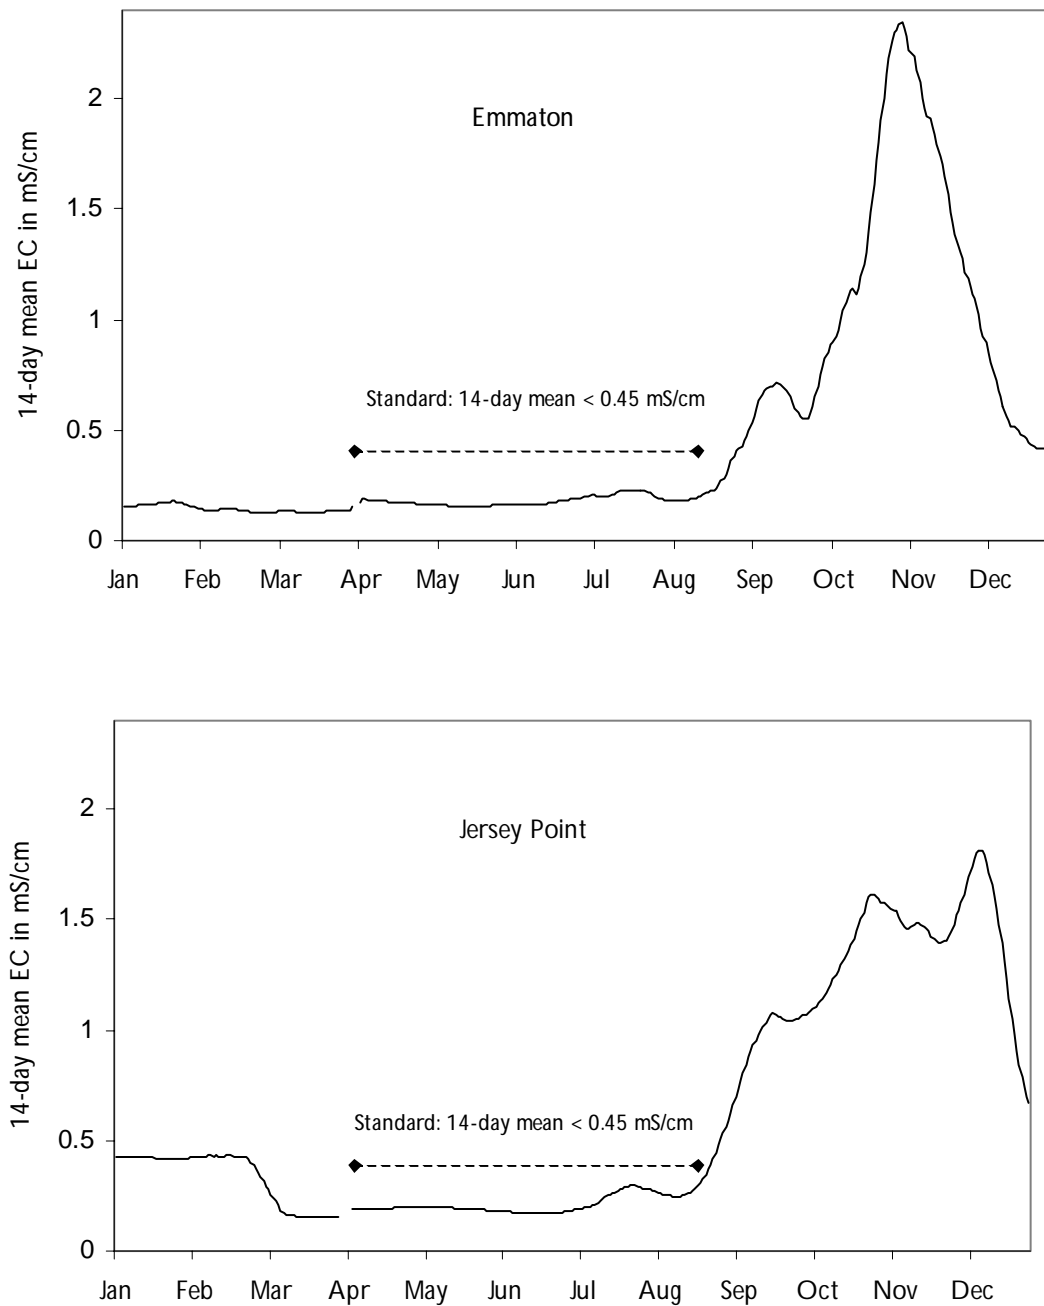 Emmaton
14-day mean EC in mS/cm
2
1.5
1
0.5
0
Standard: 14-day mean < 0.45 mS/cm
Jan Feb Mar Apr May Jun Jul Aug Sep Oct Nov Dec
Jersey Point
14-day mean EC in mS/cm
2
1.5
1
0.5
0
Standard: 14-day mean < 0.45 mS/cm
Jan Feb Mar Apr May Jun Jul Aug Sep Oct Nov Dec